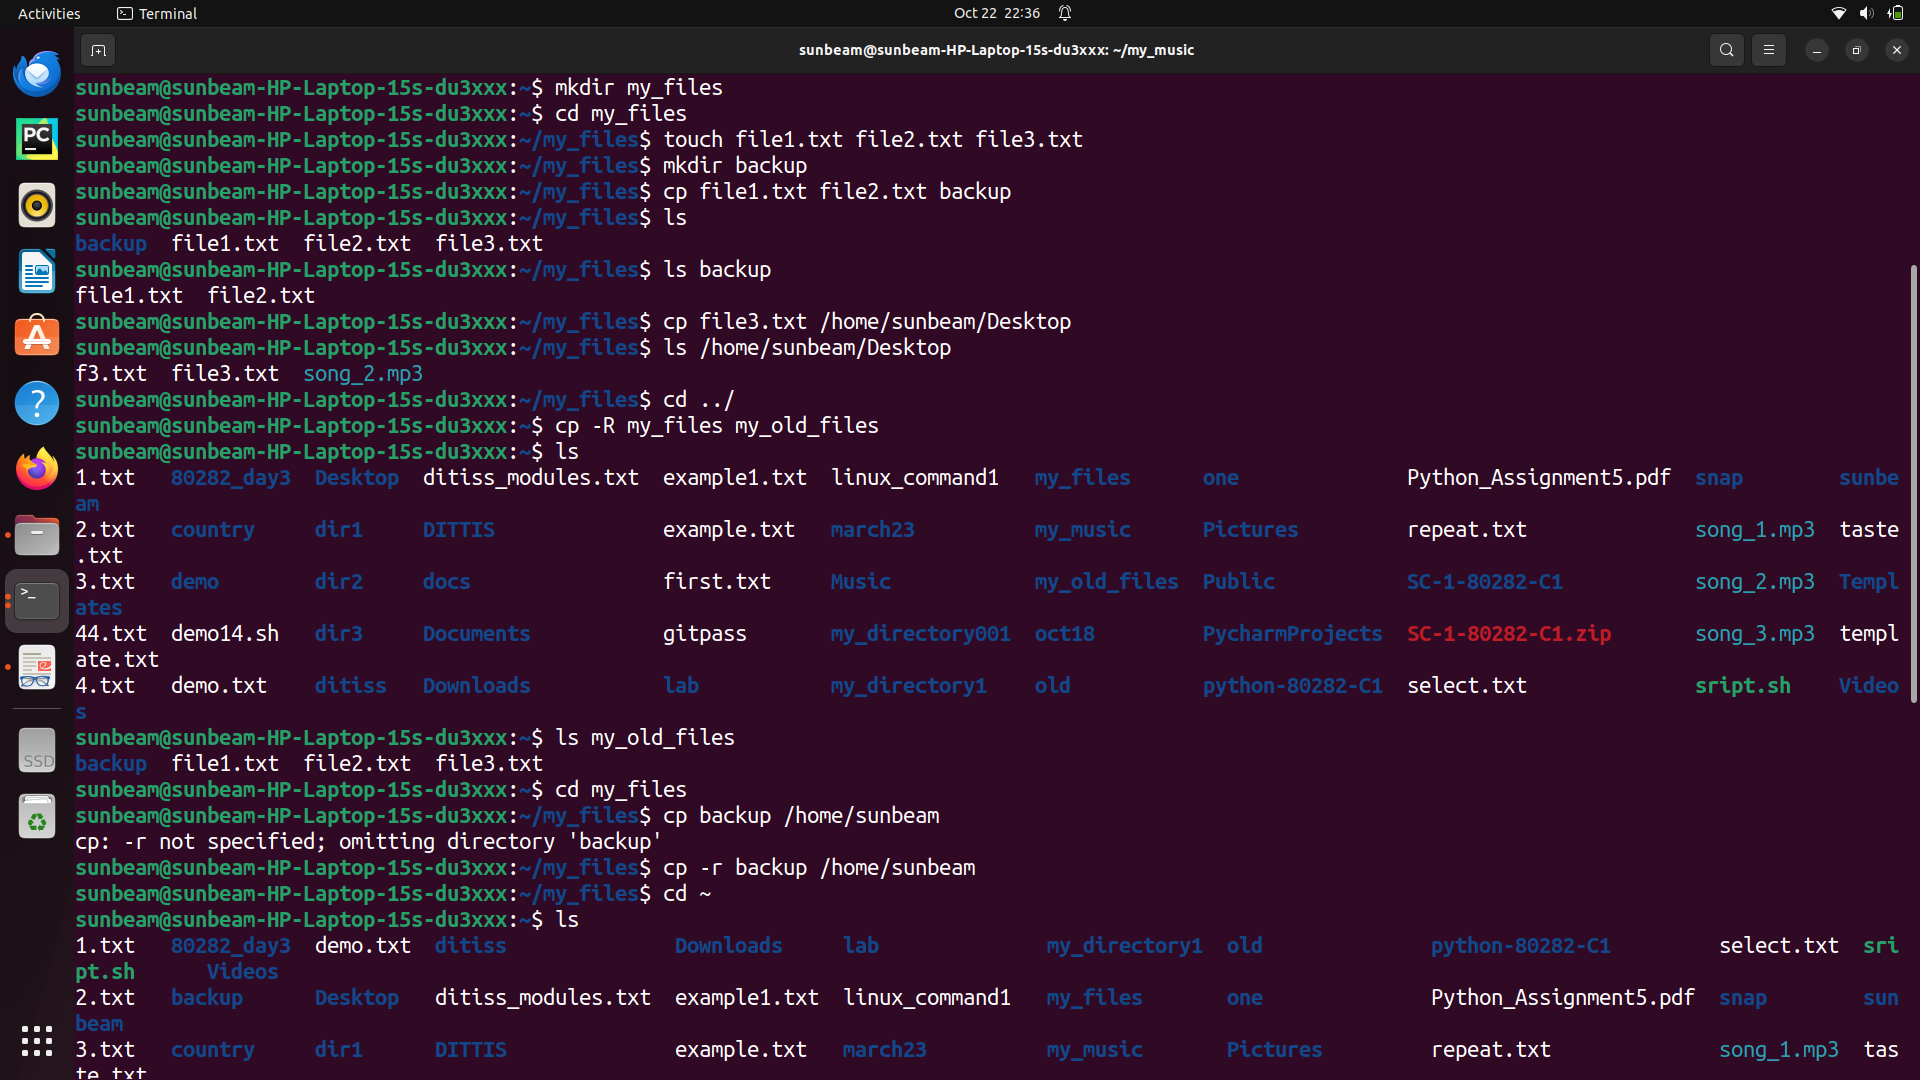 Activities Terminal Oct 22 22:36
sunbeam@sunbeam-HP-Laptop-15s-du3xxx: ~/my_music
sunbeam@sunbeam-HP-Laptop-15s-du3xxx:~$ mkdir my_files
sunbeam@sunbeam-HP-Laptop-15s-du3xxx:~$ cd my_files
sunbeam@sunbeam-HP-Laptop-15s-du3xxx:~/my_files$ touch file1.txt file2.txt file3.txt
sunbeam@sunbeam-HP-Laptop-15s-du3xxx:~/my_files$ mkdir backup
sunbeam@sunbeam-HP-Laptop-15s-du3xxx:~/my_files$ cp file1.txt file2.txt backup
sunbeam@sunbeam-HP-Laptop-15s-du3xxx:~/my_files$ ls
backup  file1.txt  file2.txt  file3.txt
sunbeam@sunbeam-HP-Laptop-15s-du3xxx:~/my_files$ ls backup
file1.txt  file2.txt
sunbeam@sunbeam-HP-Laptop-15s-du3xxx:~/my_files$ cp file3.txt /home/sunbeam/Desktop
sunbeam@sunbeam-HP-Laptop-15s-du3xxx:~/my_files$ ls /home/sunbeam/Desktop
f3.txt  file3.txt  song_2.mp3
sunbeam@sunbeam-HP-Laptop-15s-du3xxx:~/my_files$ cd ../
sunbeam@sunbeam-HP-Laptop-15s-du3xxx:~$ cp -R my_files my_old_files
sunbeam@sunbeam-HP-Laptop-15s-du3xxx:~$ ls
1.txt   80282_day3  Desktop  ditiss_modules.txt  example1.txt  linux_command1   my_files      one              Python_Assignment5.pdf  snap        sunbe
am
2.txt   country     dir1     DITTIS              example.txt   march23          my_music      Pictures         repeat.txt              song_1.mp3  taste
.txt
3.txt   demo        dir2     docs                first.txt     Music            my_old_files  Public           SC-1-80282-C1           song_2.mp3  Templ
ates
44.txt  demo14.sh   dir3     Documents           gitpass       my_directory001  oct18         PycharmProjects  SC-1-80282-C1.zip       song_3.mp3  templ
ate.txt
4.txt   demo.txt    ditiss   Downloads           lab           my_directory1    old           python-80282-C1  select.txt              sript.sh    Video
s
sunbeam@sunbeam-HP-Laptop-15s-du3xxx:~$ ls my_old_files
backup  file1.txt  file2.txt  file3.txt
sunbeam@sunbeam-HP-Laptop-15s-du3xxx:~$ cd my_files
sunbeam@sunbeam-HP-Laptop-15s-du3xxx:~/my_files$ cp backup /home/sunbeam
cp: -r not specified; omitting directory 'backup'
sunbeam@sunbeam-HP-Laptop-15s-du3xxx:~/my_files$ cp -r backup /home/sunbeam
sunbeam@sunbeam-HP-Laptop-15s-du3xxx:~/my_files$ cd ~
sunbeam@sunbeam-HP-Laptop-15s-du3xxx:~$ ls
1.txt   80282_day3  demo.txt  ditiss              Downloads     lab             my_directory1  old              python-80282-C1         select.txt  sri
pt.sh      Videos
2.txt   backup      Desktop   ditiss_modules.txt  example1.txt  linux_command1  my_files       one              Python_Assignment5.pdf  snap        sun
beam
3.txt   country     dir1      DITTIS              example.txt   march23         my_music       Pictures         repeat.txt              song_1.mp3  tas
te.txt
PC
SSD